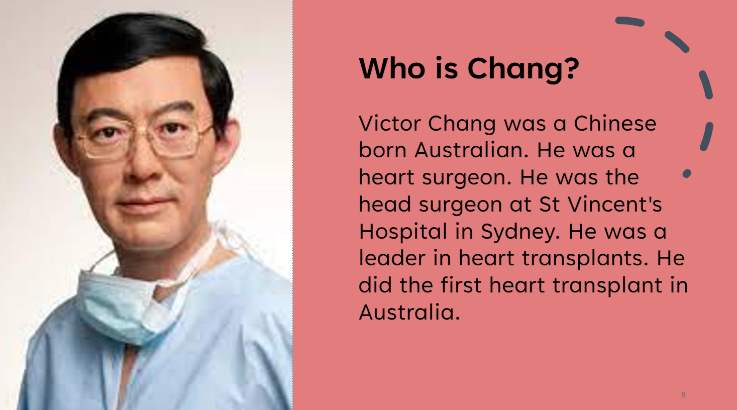 Who is Chang?
Victor Chang was a Chinese
born Australian. He was a
heart surgeon. He was the
head surgeon at St Vincent's
Hospital in Sydney. He was a
leader in heart transplants. He
did the first heart transplant in
Australia.
8